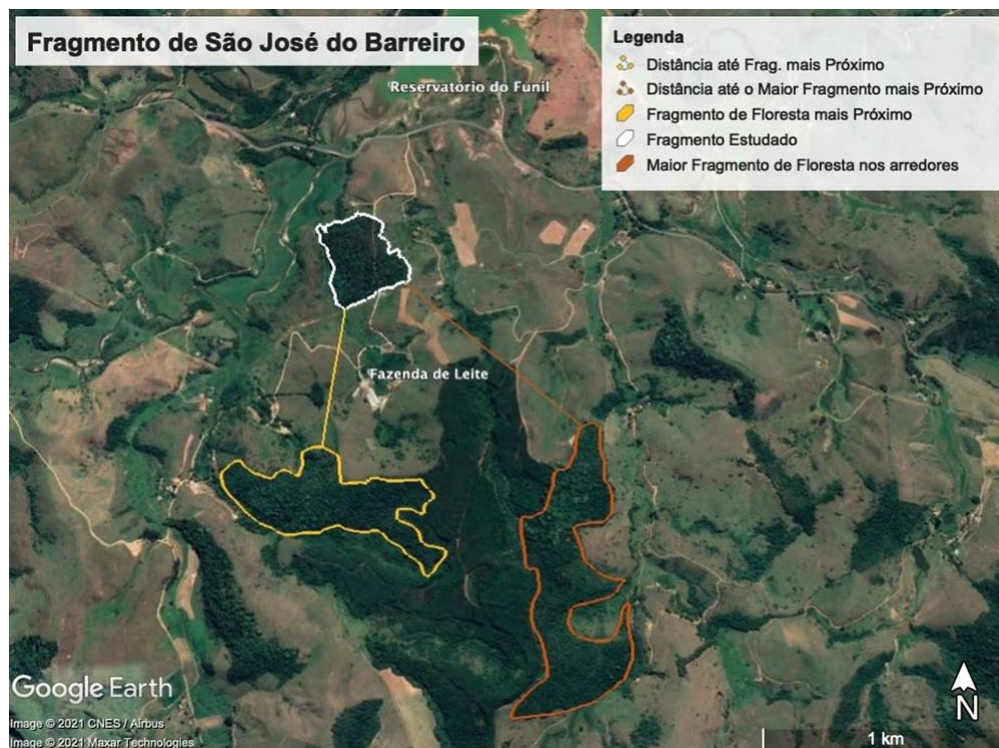 Fragmento de São José do Barreiro
Reservatório do Funil
Legenda
Distância até Frag. mais Próximo
Distância até o Maior Fragmento mais Próximo
Fragmento de Floresta mais Próximo
Fragmento Estudado
Maior Fragmento de Floresta nos arredores
Fazenda de Leite
Google Earth
Image © 2021 CNES / Airbus
Image © 2021 Maxar Technologies
N
1 km